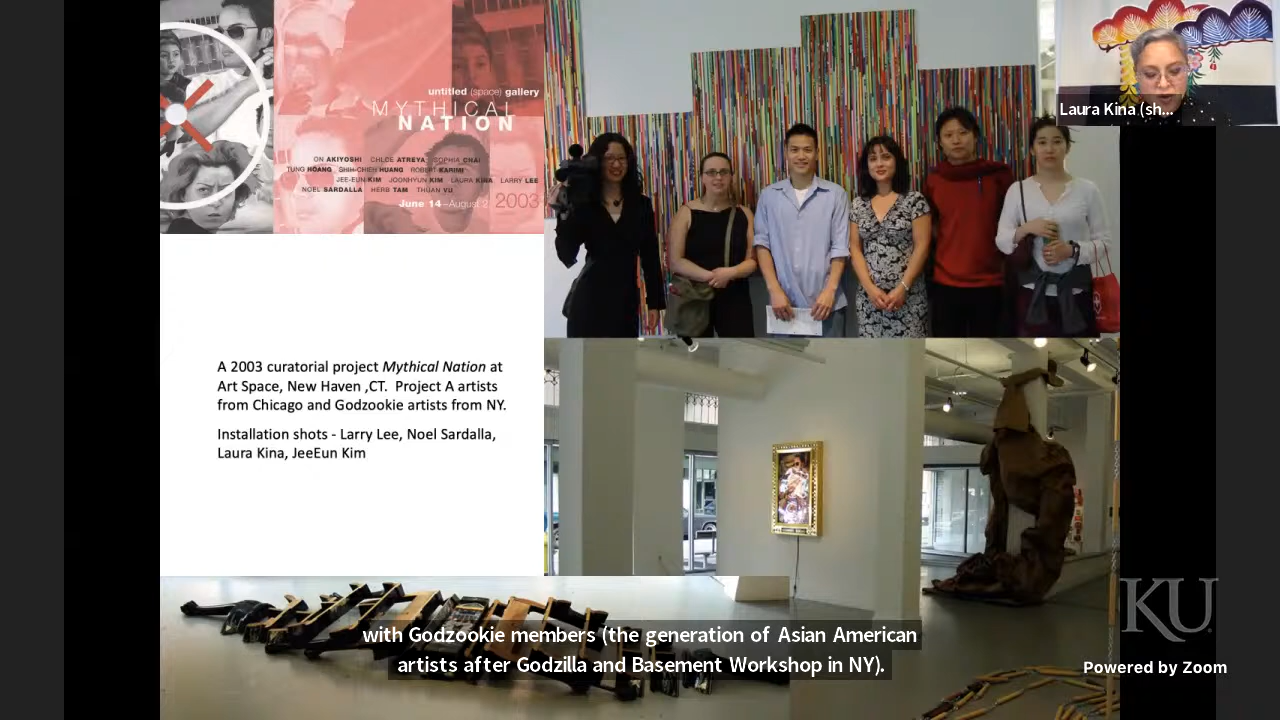 untitled (space) gallery
MYTHICAL
NATION
ON AKIYOSHI CHLOE ATREYA SOPHIA CHAI
TUNG HOANG SHIH-CHIEH HUANG ROBERT KARIMI
JEE-EUN KIM JOONHYUN KIM LAURA KINA LARRY LEE
NOEL SARDALLA HERB TAM THUAN VU
June 14–August 2 2003
A 2003 curatorial project Mythical Nation at
Art Space, New Haven ,CT. Project A artists
from Chicago and Godzookie artists from NY.
Installation shots - Larry Lee, Noel Sardalla,
Laura Kina, JeeEun Kim
Laura Kina (sh...
with Godzookie members (the generation of Asian American
artists after Godzilla and Basement Workshop in NY).
KU
Powered by Zoom